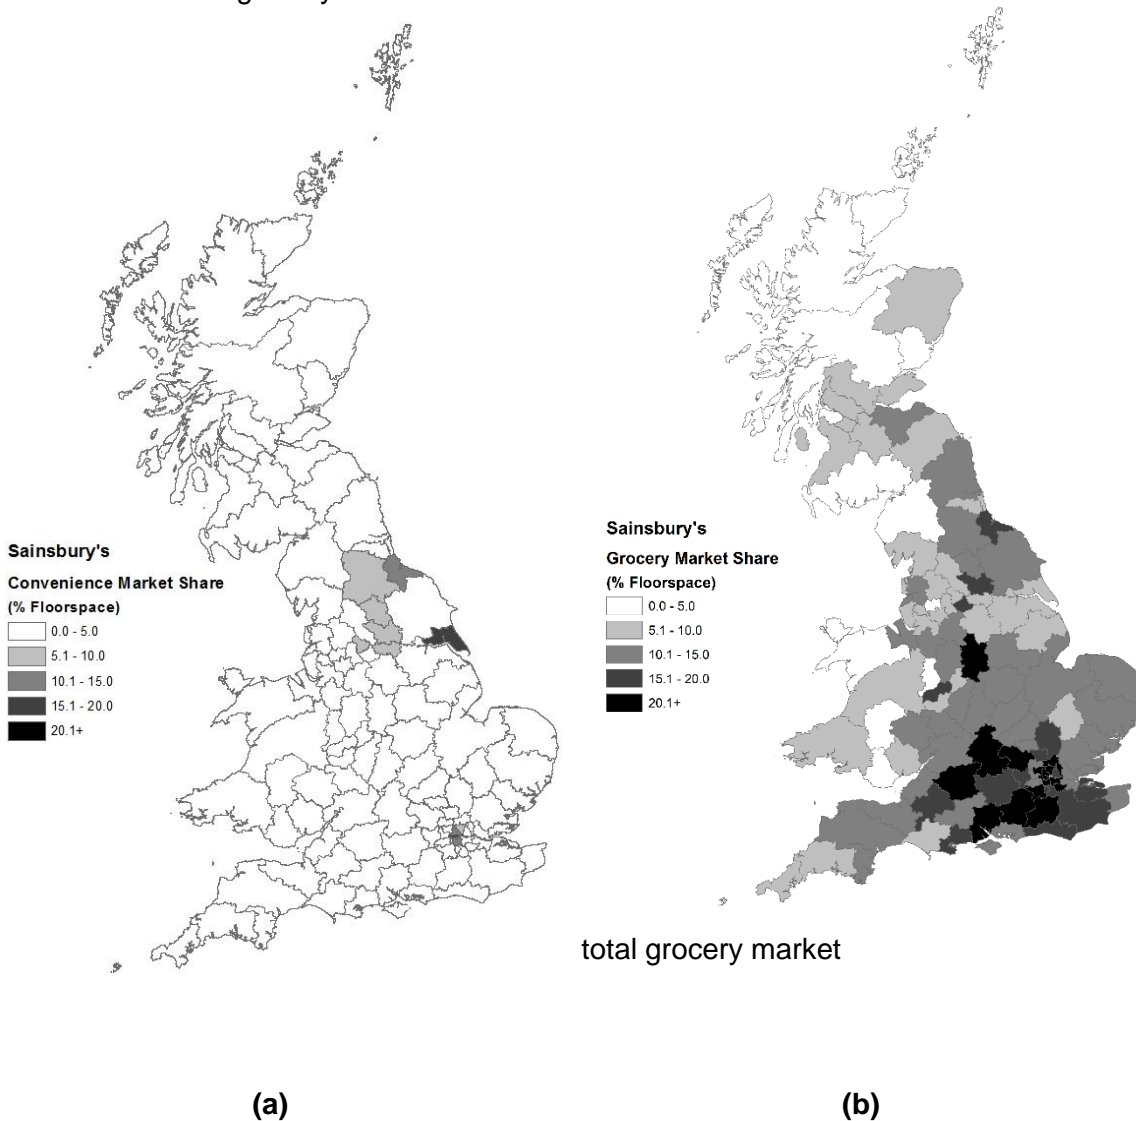 Sainsbury's
Convenience Market Share
(% Floorspace)
0.0 - 5.0
5.1 - 10.0
10.1 - 15.0
15.1 - 20.0
20.1+
Sainsbury's
Grocery Market Share
(% Floorspace)
0.0 - 5.0
5.1 - 10.0
10.1 - 15.0
15.1 - 20.0
20.1+
total grocery market
(a)
(b)